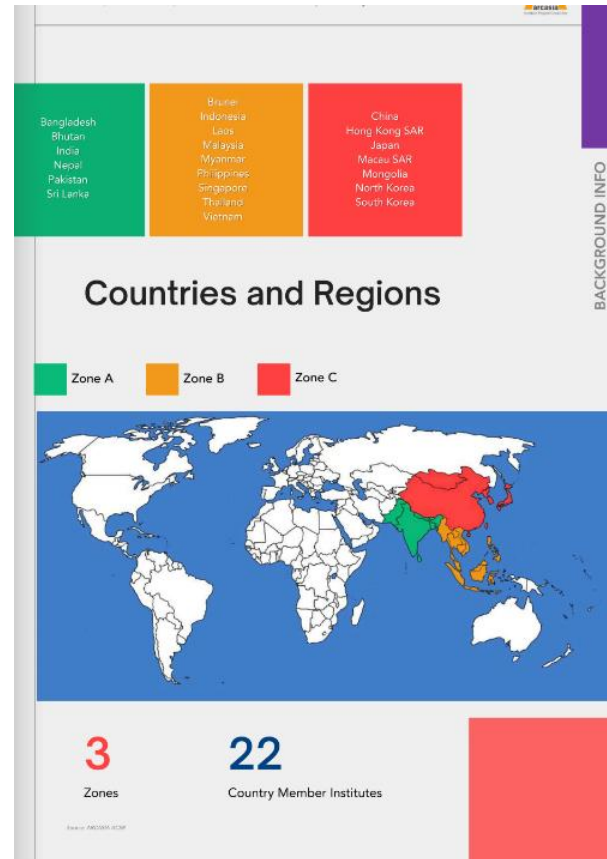 arcasia
Bangladesh
Bhutan
India
Nepal
Pakistan
Sri Lanka
Brunei
Indonesia
Laos
Malaysia
Myanmar
Philippines
Singapore
Thailand
Vietnam
China
Hong Kong SAR
Japan
Macau SAR
Mongolia
North Korea
South Korea
BACKGROUND INFO
Countries and Regions
Zone A
Zone B
Zone C
3
Zones
22
Country Member Institutes